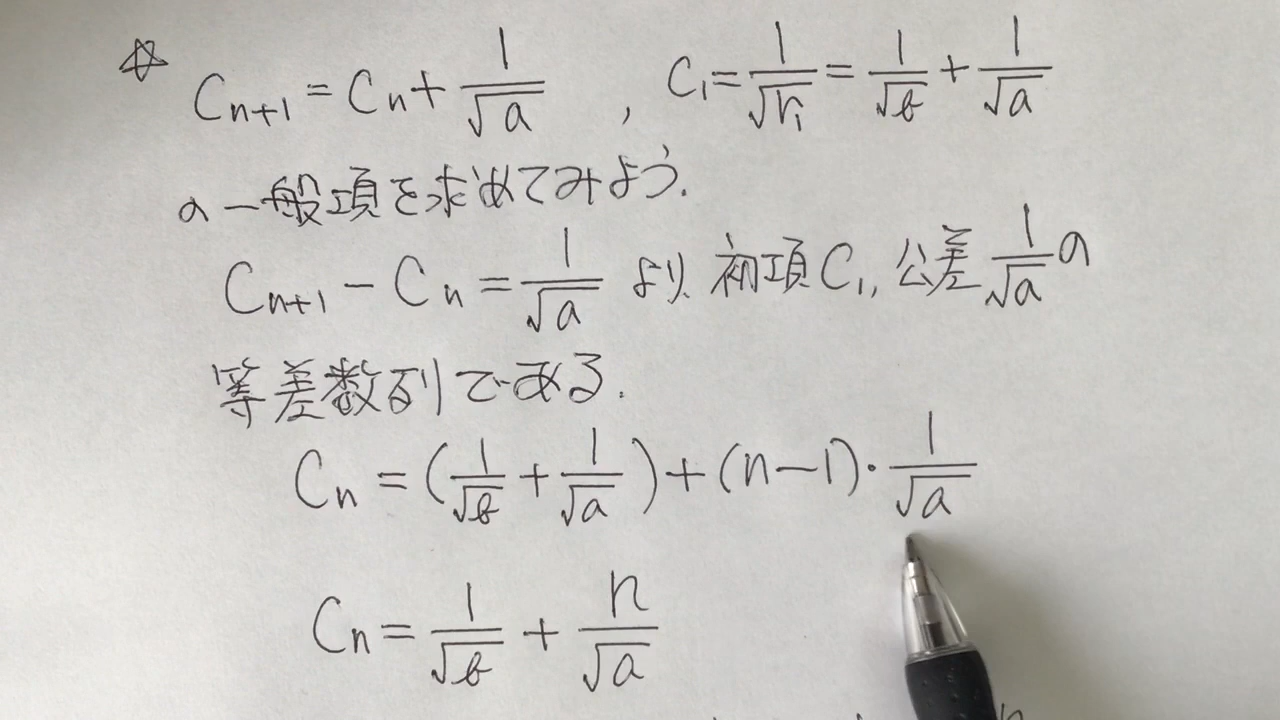 ☆ C_{n+1} = C_n + 1/√a , C_1 = 1/√r_1 = 1/√b + 1/√a
の一般項を求めてみよう.
C_{n+1} − C_n = 1/√a より, 初項C_1, 公差 1/√a の
等差数列である.
C_n = (1/√b + 1/√a) + (n−1)・1/√a
C_n = 1/√b + n/√a